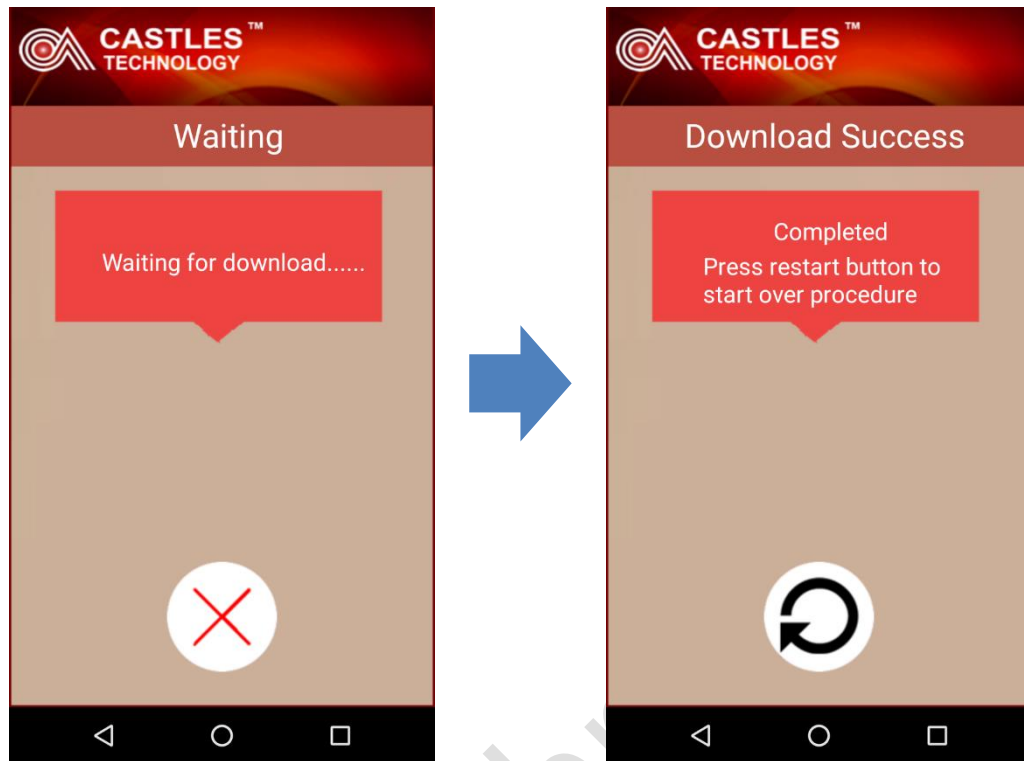 CASTLES™
TECHNOLOGY
Waiting
Waiting for download......
CASTLES™
TECHNOLOGY
Download Success
Completed
Press restart button to
start over procedure